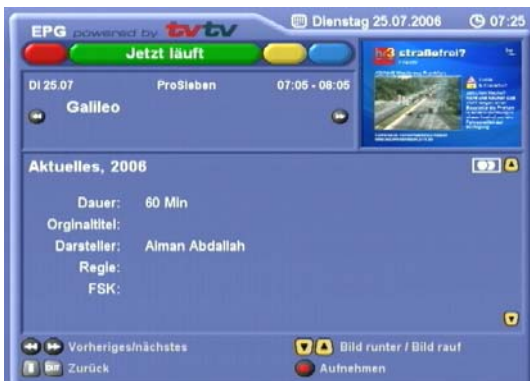 EPG powered by tvtv
Dienstag 25.07.2006 07:25
Jetzt läuft
DI 25.07 ProSieben 07:05 - 08:05
Galileo
hr3 straßefrei?
Aktuelles, 2006
Dauer: 60 Min
Orginaltitel:
Darsteller: Aiman Abdallah
Regie:
FSK:
Vorheriges/nächstes
Bild runter / Bild rauf
Zurück
Aufnehmen